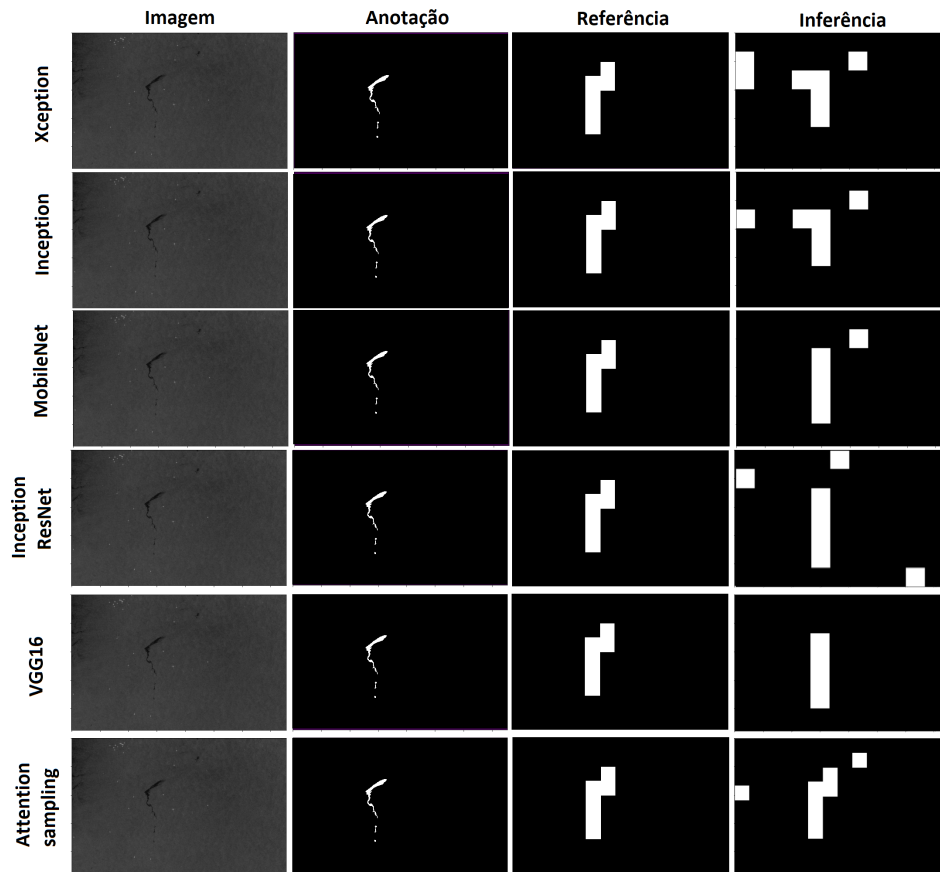 Imagem Anotação Referência Inferência
Xception
Inception
MobileNet
Inception
ResNet
VGG16
Attention
sampling